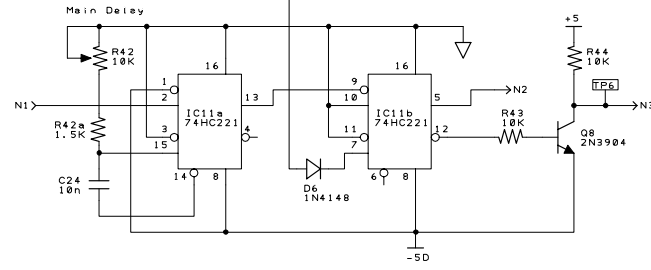 Main Delay
+5
R42
10K
16
16
R44
10K
TP6
1
9
N1
2
13
10
5
N2
N3
IC11a
74HC221
IC11b
74HC221
R42a
1.5K
3
4
11
12
R43
10K
Q8
2N3904
15
7
C24
10n
14
8
D6
1N4148
6
8
-5D